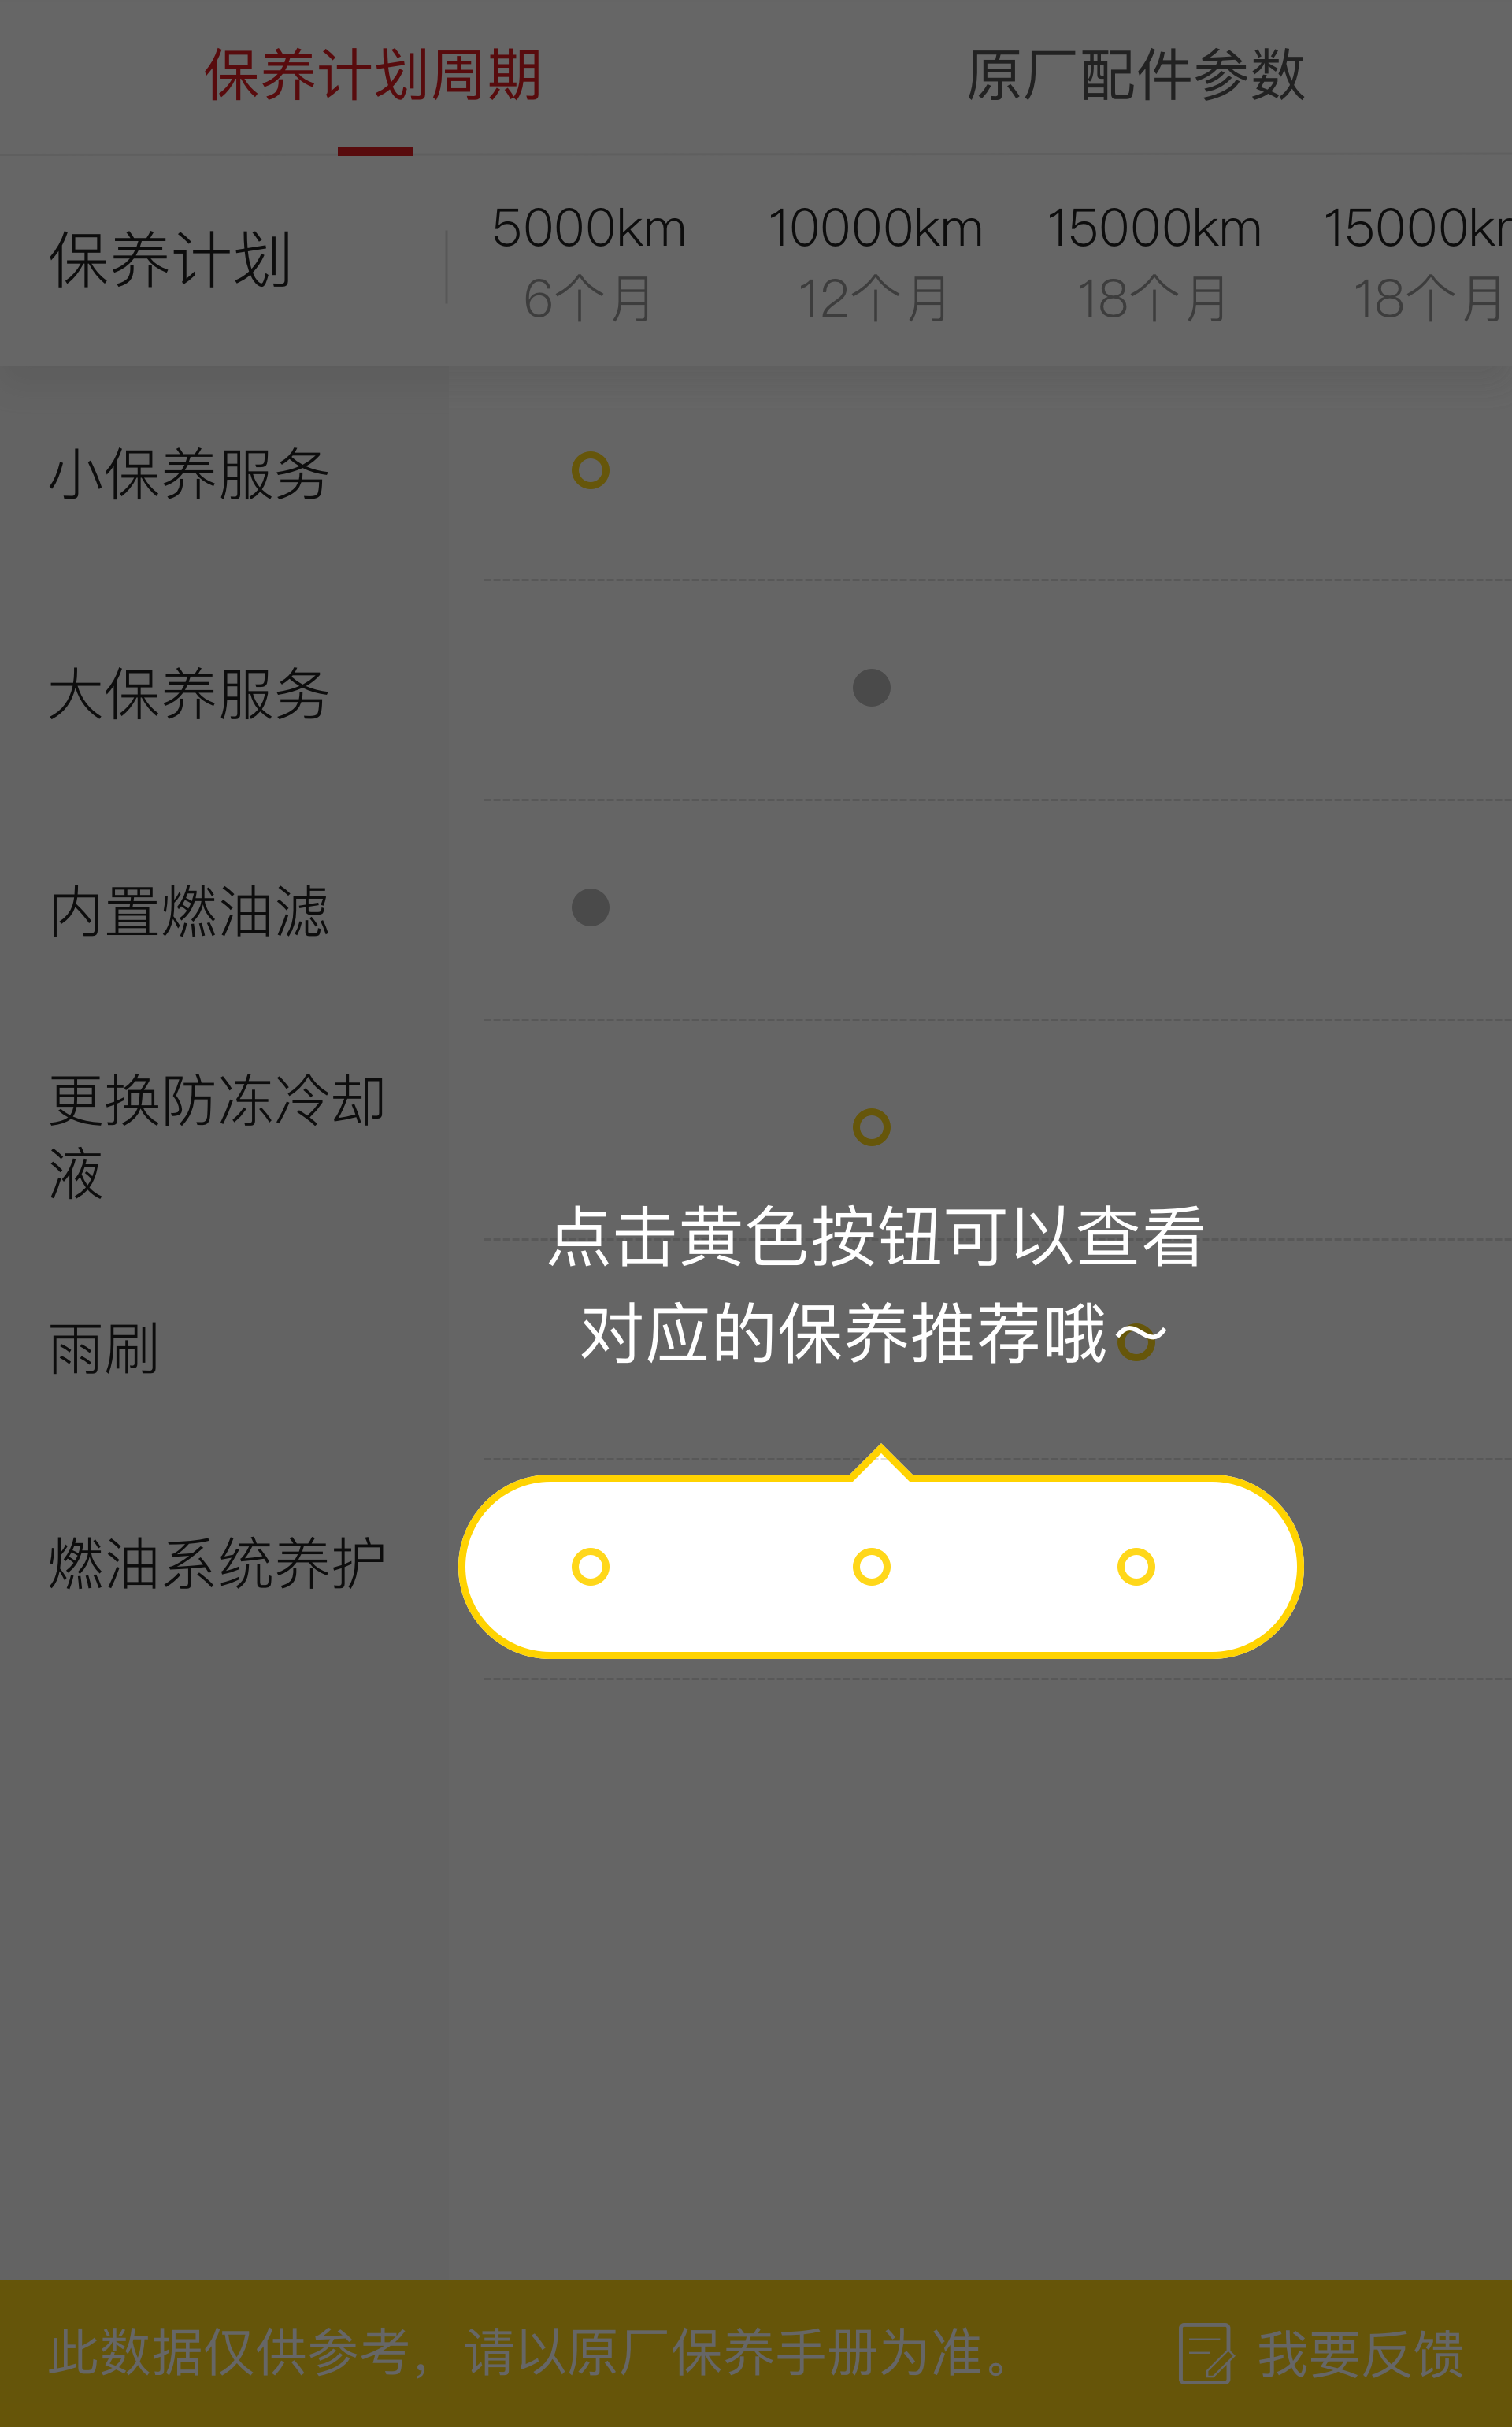 保养计划周期
原厂配件参数
保养计划
5000km
10000km
15000km
15000k
6个月
12个月
18个月
18个月
小保养服务
大保养服务
内置燃油滤
更换防冻冷却
液
点击黄色按钮可以查看
对应的保养推荐哦~
雨刷
燃油系统养护
此数据仅供参考，请以原厂保养手册为准。
我要反馈